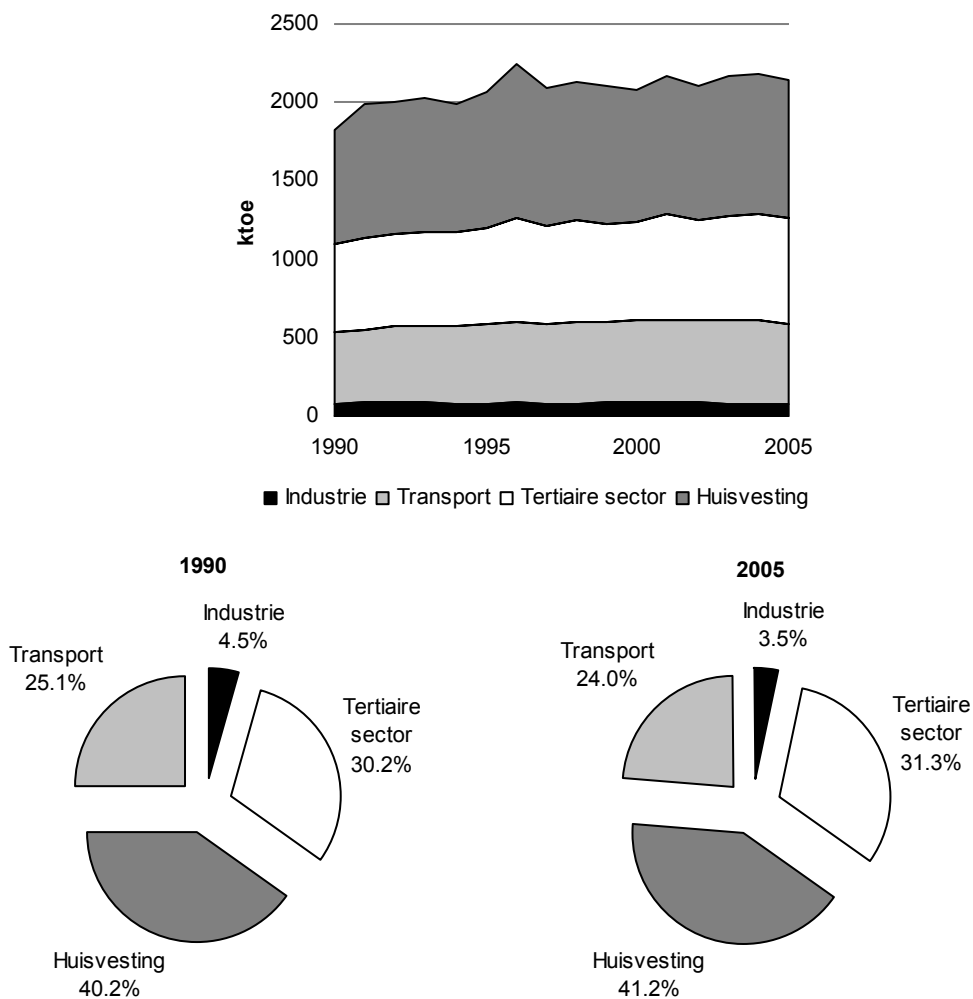 2500
2000
1500
1000
500
0
ktoe
1990 1995 2000 2005
Industrie Transport Tertiaire sector Huisvesting
1990
Industrie
4.5%
Transport
25.1%
Tertiaire
sector
30.2%
Huisvesting
40.2%
2005
Industrie
3.5%
Transport
24.0%
Tertiaire
sector
31.3%
Huisvesting
41.2%